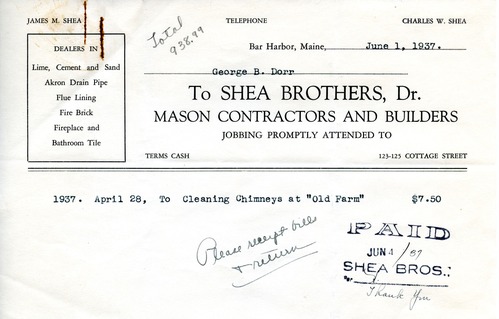 JAMES M. SHEA TELEPHONE CHARLES W. SHEA
Total
938.99
DEALERS IN
Lime, Cement and Sand
Akron Drain Pipe
Flue Lining
Fire Brick
Fireplace and
Bathroom Tile
Bar Harbor, Maine, June 1, 1937.
George B. Dorr
To SHEA BROTHERS, Dr.
MASON CONTRACTORS AND BUILDERS
JOBBING PROMPTLY ATTENDED TO
TERMS CASH 123-125 COTTAGE STREET
1937. April 28, To Cleaning Chimneys at "Old Farm" $7.50
Please receipt bills
& return
PAID
JUN 4 / 37
SHEA BROS.
Thank You